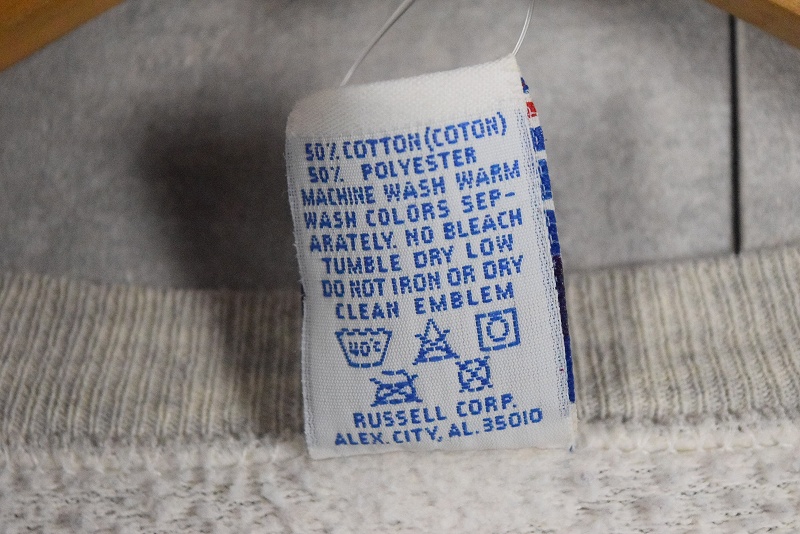 50% COTTON (COTON)
50% POLYESTER
MACHINE WASH WARM
WASH COLORS SEP-
ARATELY. NO BLEACH
TUMBLE DRY LOW
DO NOT IRON OR DRY
CLEAN EMBLEM
40°C
RUSSELL CORP.
ALEX. CITY, AL. 35010